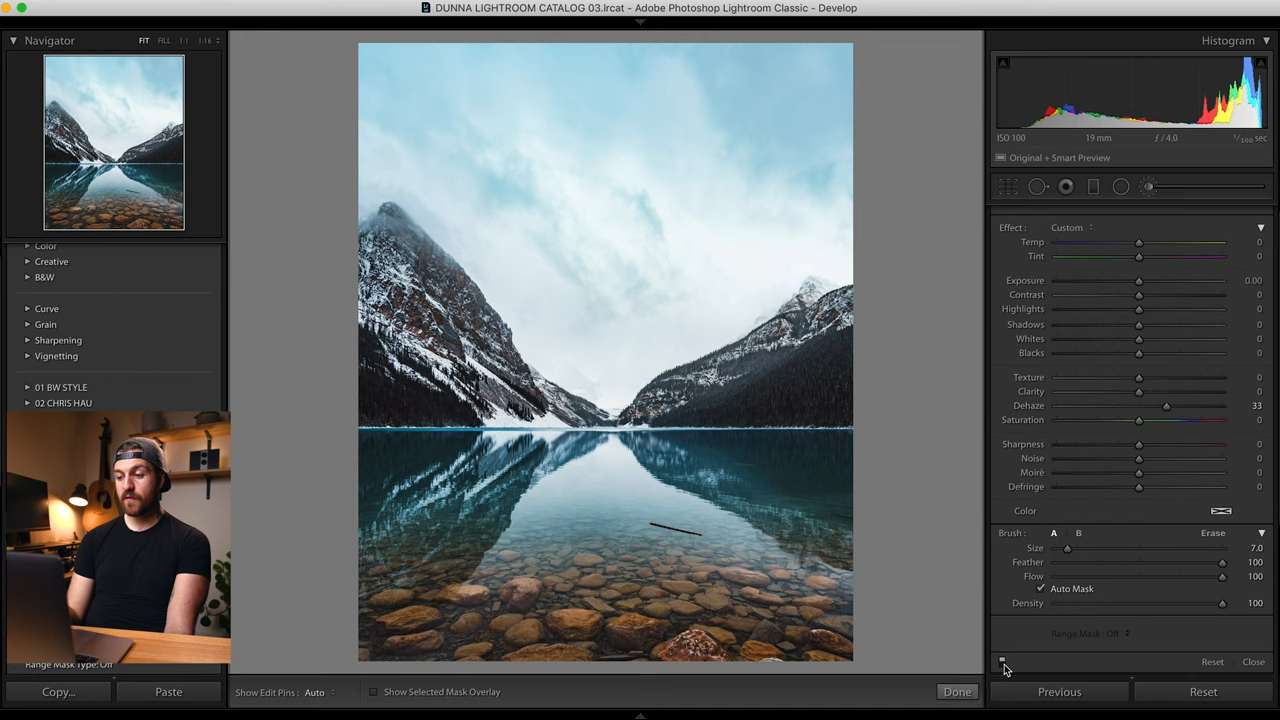 DUNNA LIGHTROOM CATALOG 03.lrcat - Adobe Photoshop Lightroom Classic - Develop
Navigator FIT FILL 1:1 1:16
Color
Creative
B&W
Curve
Grain
Sharpening
Vignetting
01 BW STYLE
02 CHRIS HAU
Range Mask Type: Off
Copy... Paste
Show Edit Pins : Auto Show Selected Mask Overlay Done
Histogram
ISO 100 19 mm ƒ / 4.0 1/100 sec
Original + Smart Preview
Effect : Custom
Temp 0
Tint 0
Exposure 0.00
Contrast 0
Highlights 0
Shadows 0
Whites 0
Blacks 0
Texture 0
Clarity 0
Dehaze 33
Saturation 0
Sharpness 0
Noise 0
Moiré 0
Defringe 0
Color
Brush : A B Erase
Size 7.0
Feather 100
Flow 100
Auto Mask
Density 100
Range Mask : Off
Reset Close
Previous Reset